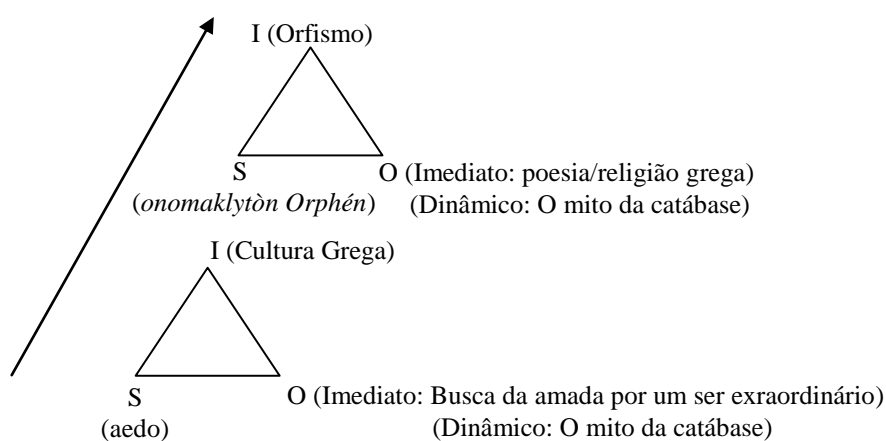 I (Orfismo)
S O (Imediato: poesia/religião grega)
(onomaklytòn Orphén) (Dinâmico: O mito da catábase)
I (Cultura Grega)
S O (Imediato: Busca da amada por um ser exraordinário)
(aedo) (Dinâmico: O mito da catábase)